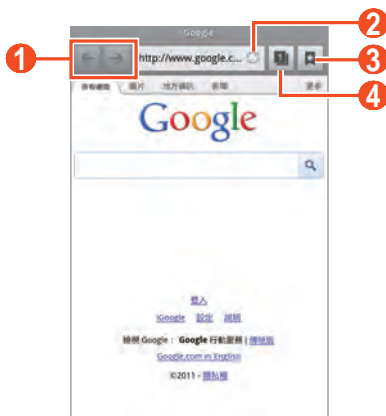 Google
1
http://www.google.c...
2
3
4
所有網頁 圖片 地方資訊 新聞 更多
Google
登入
iGoogle 設定 說明
檢視 Google： Google 行動服務 | 傳統版
Google.com in English
©2011 - 隱私權